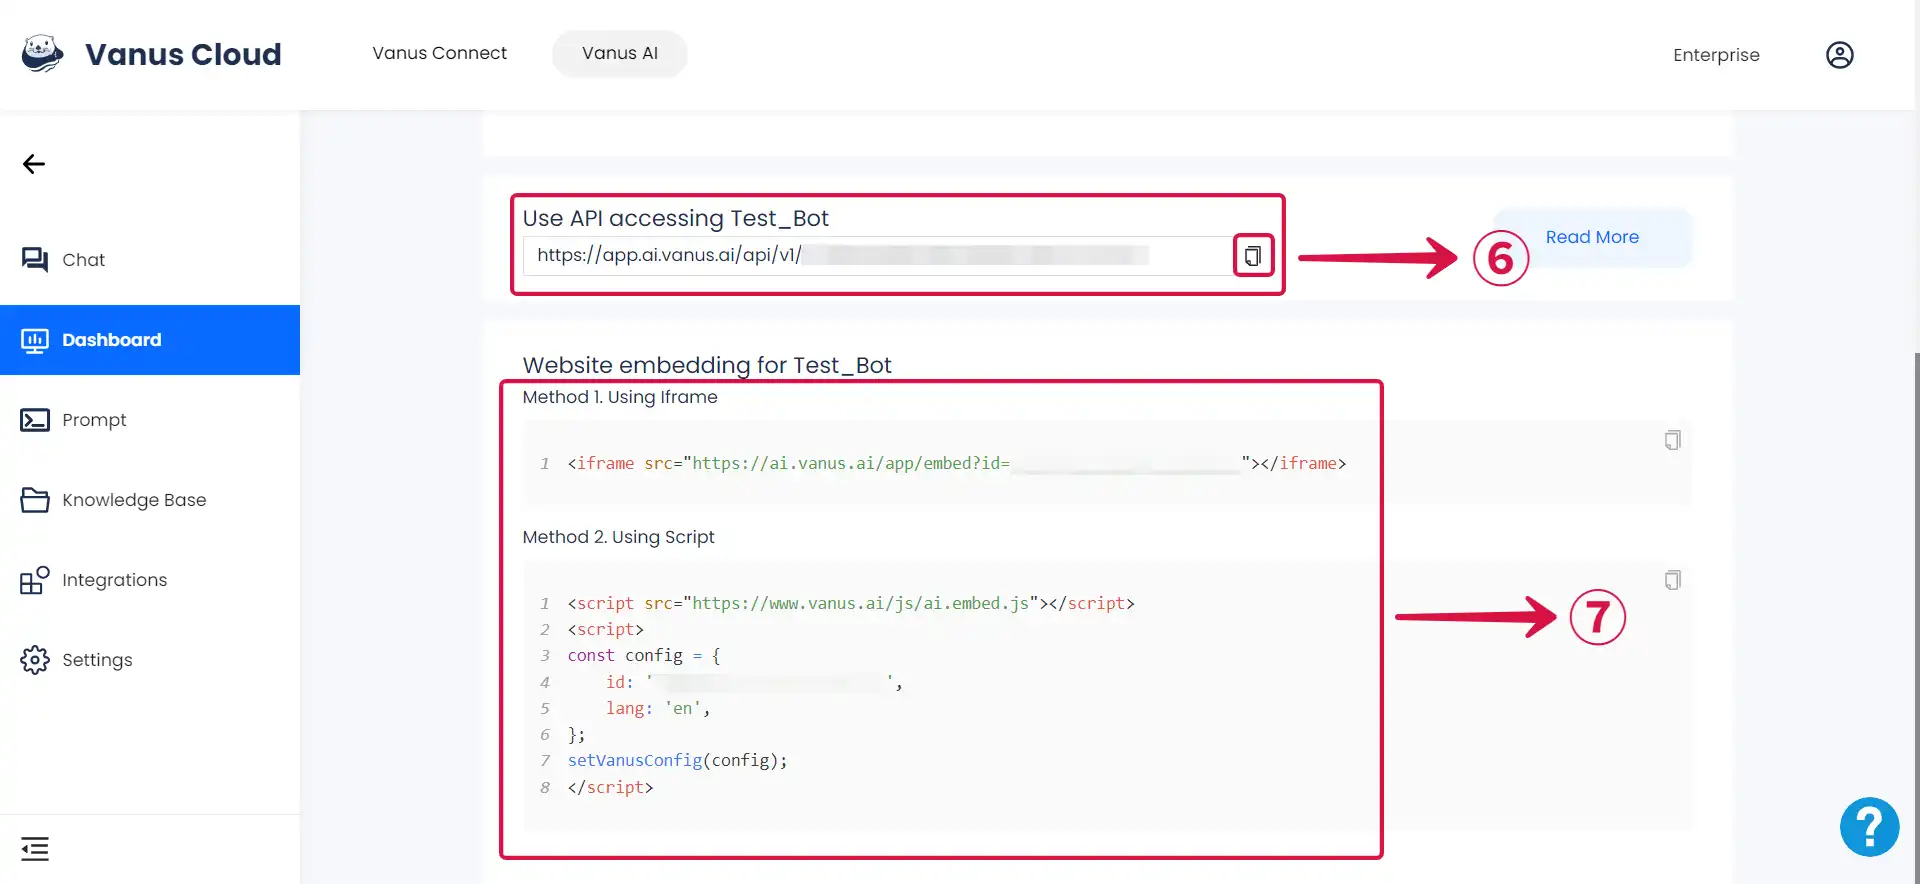 Vanus Cloud
Vanus Connect
Vanus AI
Enterprise
Chat
Dashboard
Prompt
Knowledge Base
Integrations
Settings
Use API accessing Test_Bot
https://app.ai.vanus.ai/api/v1/
6
Read More
Website embedding for Test_Bot
Method 1. Using Iframe
1 <iframe src="https://ai.vanus.ai/app/embed?id= "></iframe>
Method 2. Using Script
1 <script src="https://www.vanus.ai/js/ai.embed.js"></script>
2 <script>
3 const config = {
4 id: ' ',
5 lang: 'en',
6 };
7 setVanusConfig(config);
8 </script>
7
?